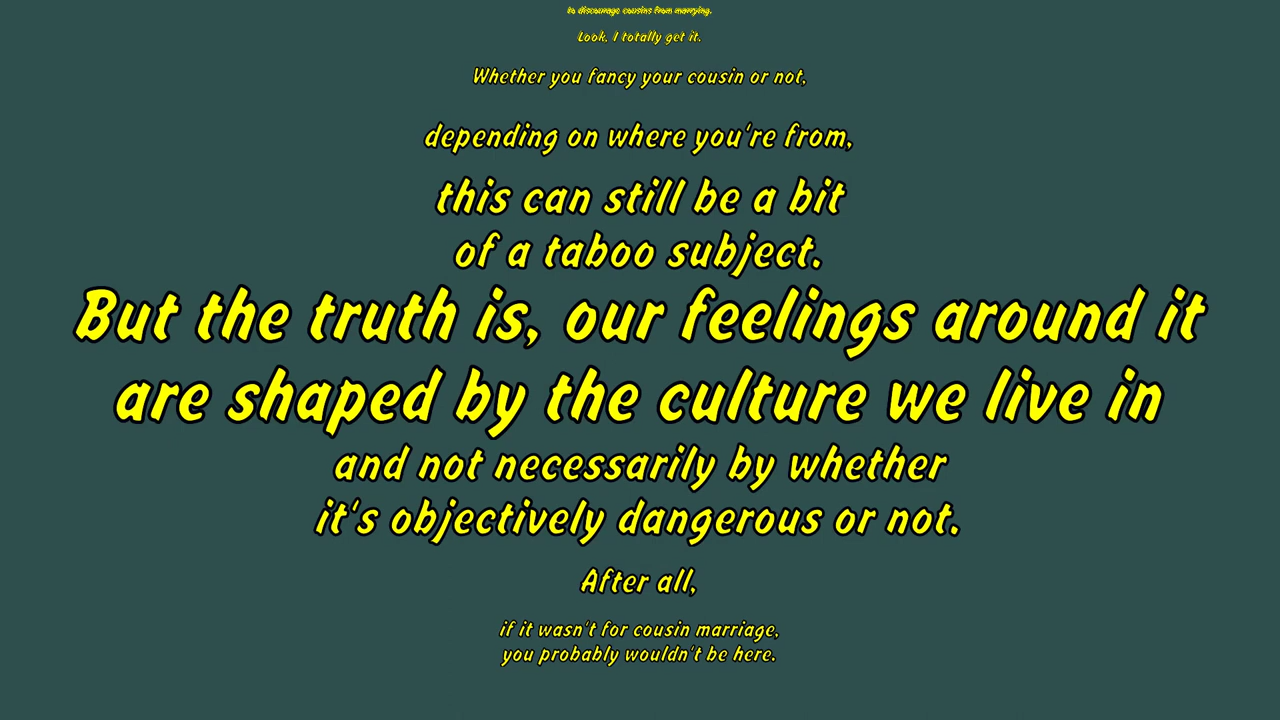 to discourage cousins from marrying.
Look, I totally get it.
Whether you fancy your cousin or not,
depending on where you're from,
this can still be a bit
of a taboo subject.
But the truth is, our feelings around it
are shaped by the culture we live in
and not necessarily by whether
it's objectively dangerous or not.
After all,
if it wasn't for cousin marriage,
you probably wouldn't be here.